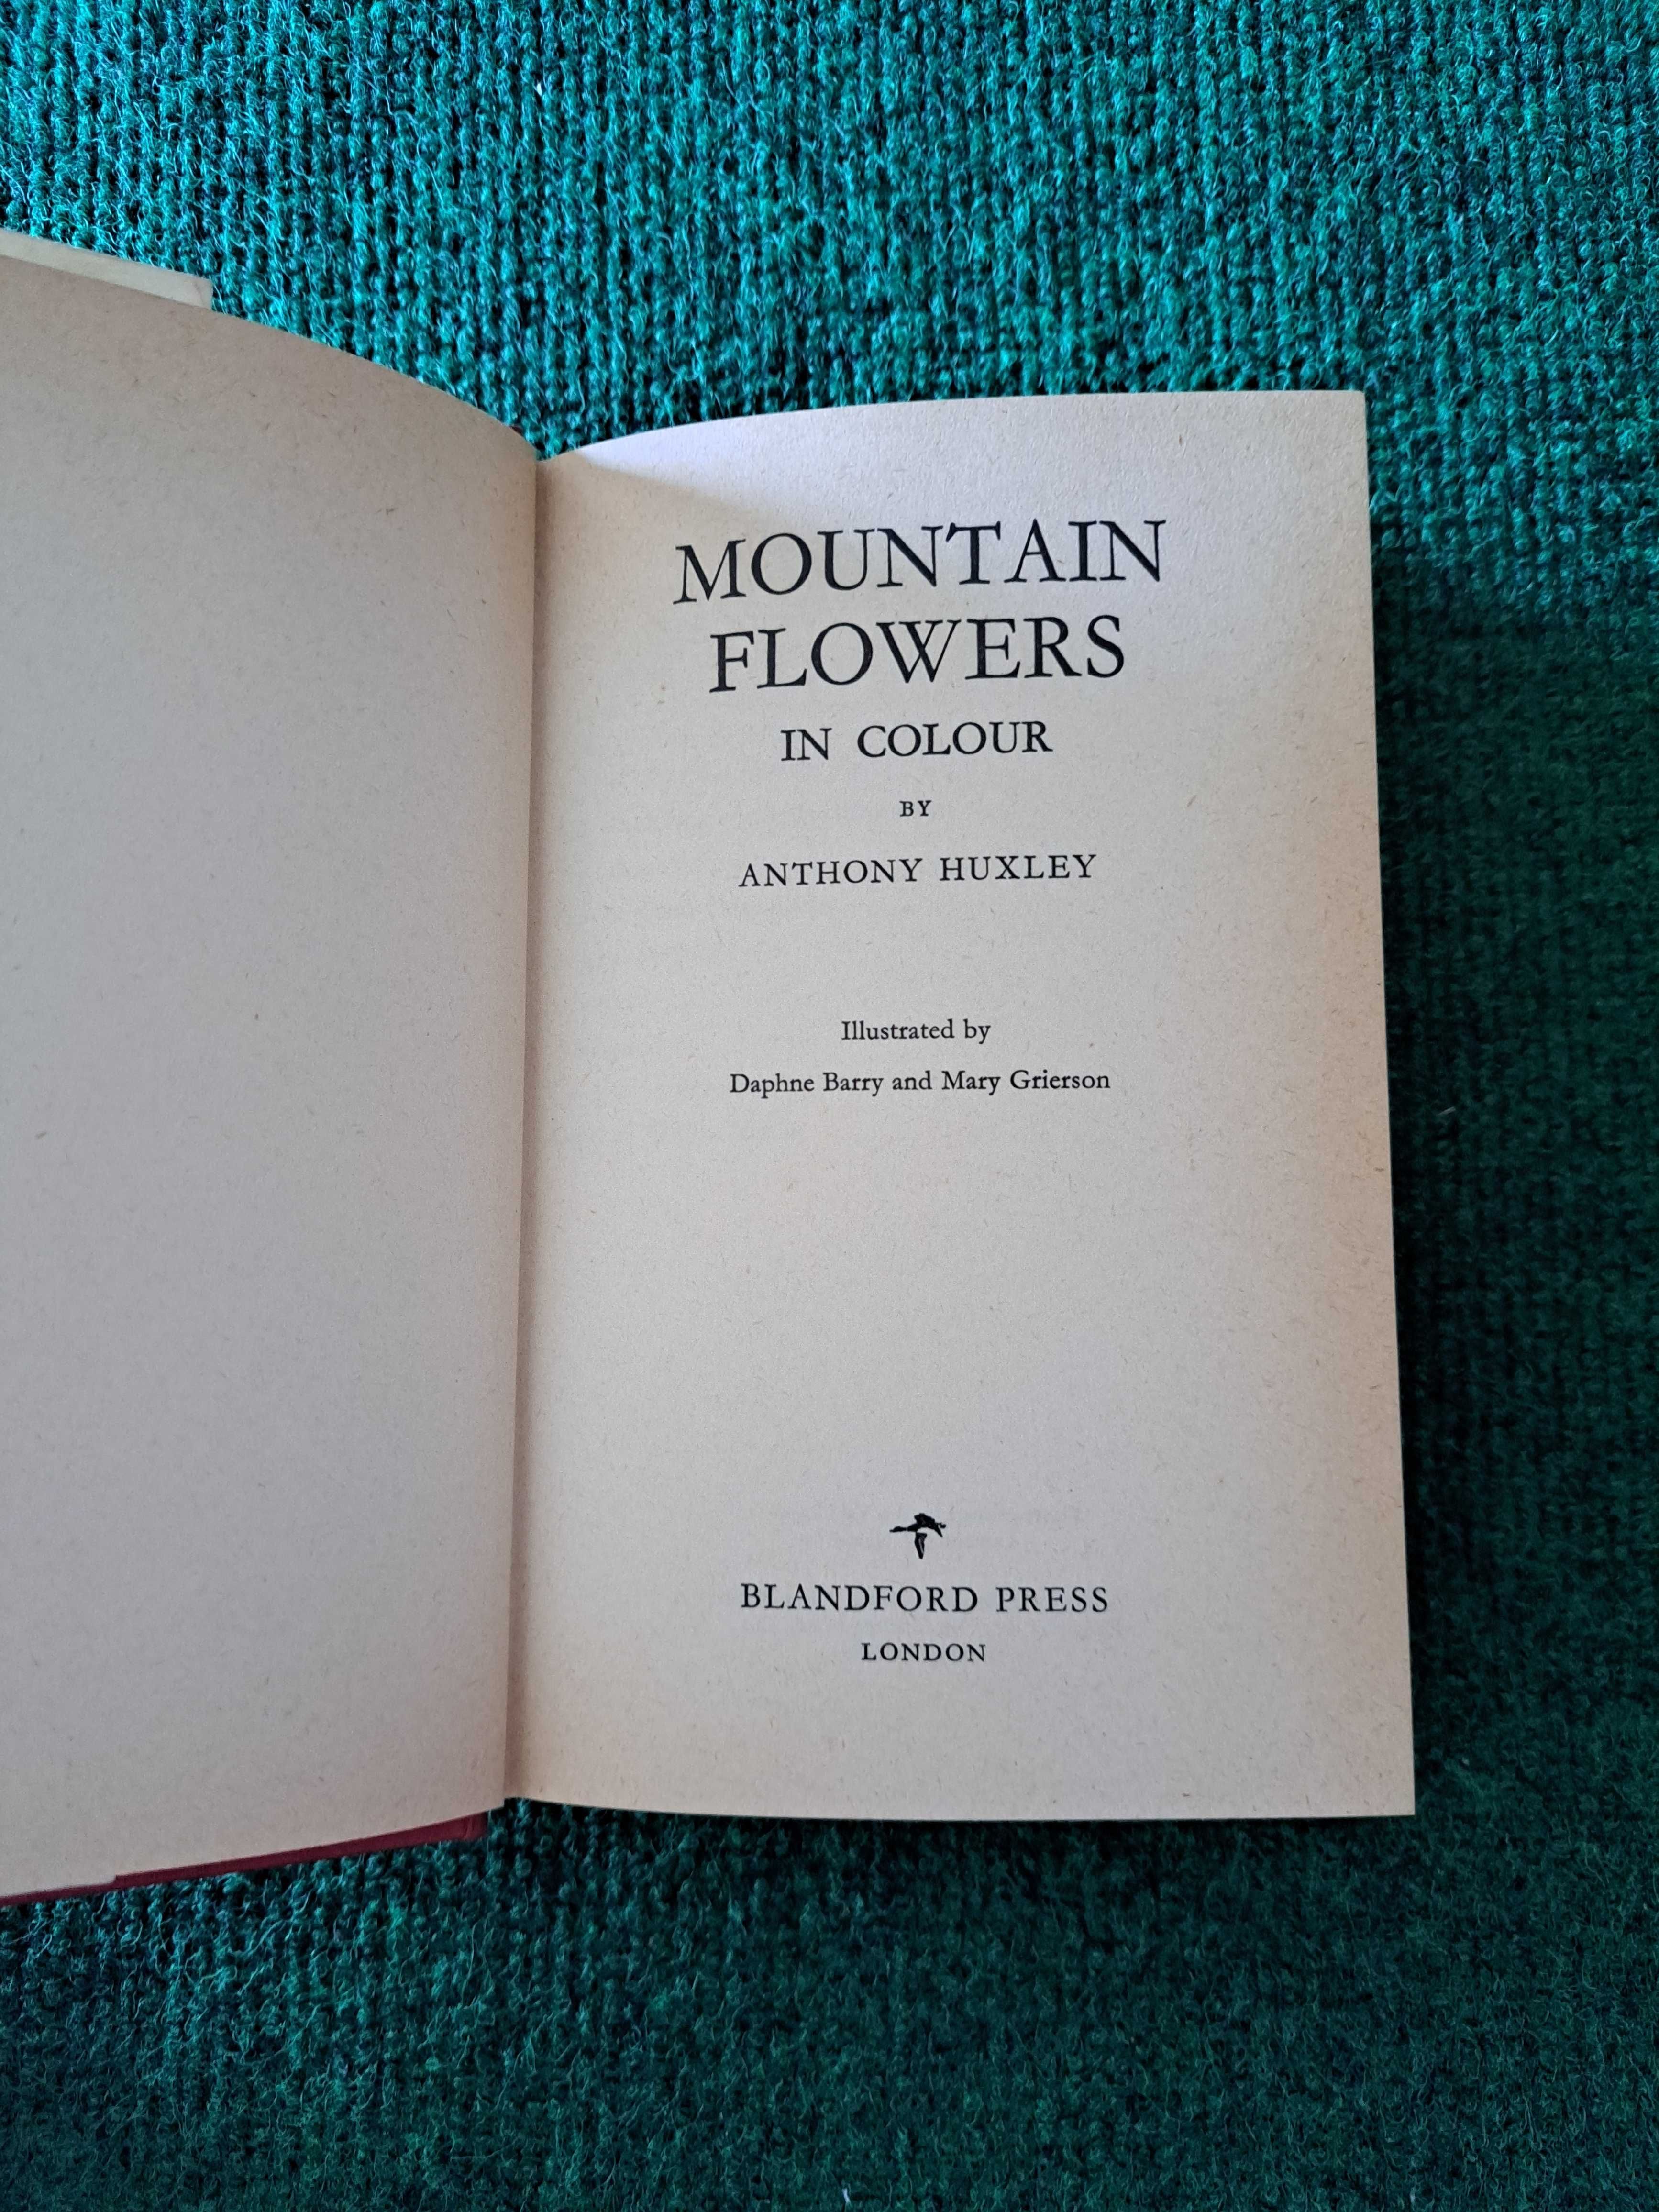 MOUNTAIN
FLOWERS
IN COLOUR
BY
ANTHONY HUXLEY
Illustrated by
Daphne Barry and Mary Grierson
BLANDFORD PRESS
LONDON